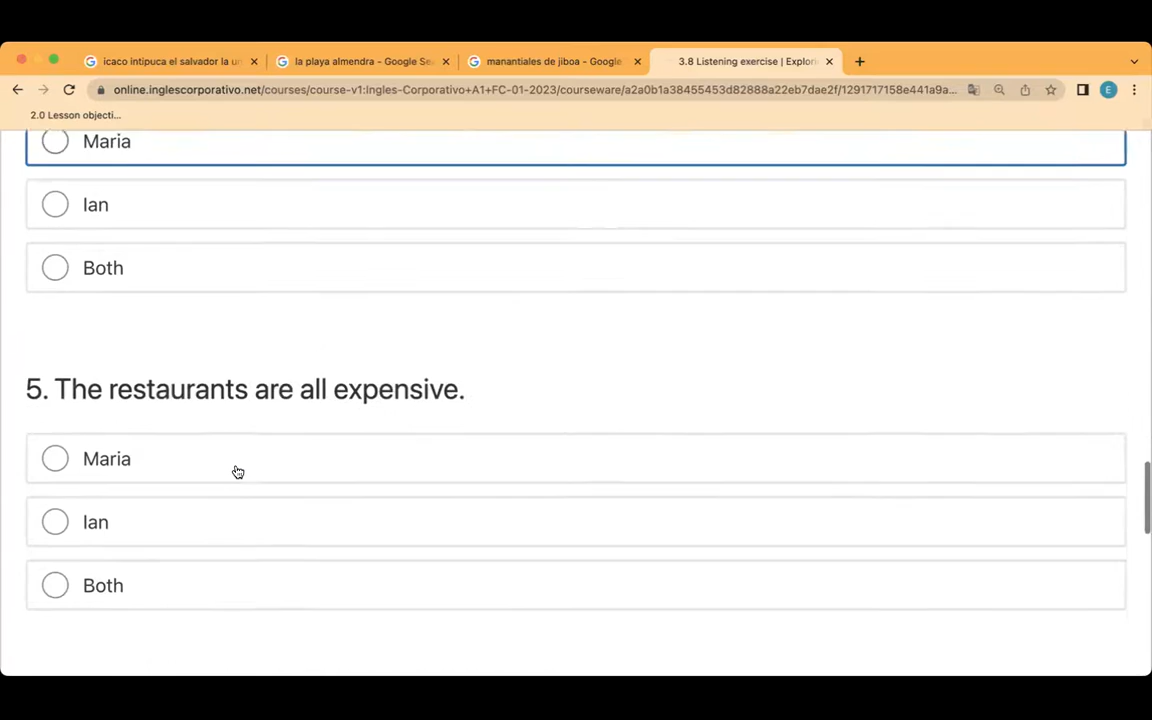 icaco intipuca el salvador la un
la playa almendra - Google Se
manantiales de jiboa - Google
3.8 Listening exercise | Explori
online.inglescorporativo.net/courses/course-v1:Ingles-Corporativo+A1+FC-01-2023/courseware/a2a0b1a38455453d82888a22eb7dae2f/1291717158e441a9a...
E
2.0 Lesson objecti...
Maria
Ian
Both
5. The restaurants are all expensive.
Maria
Ian
Both